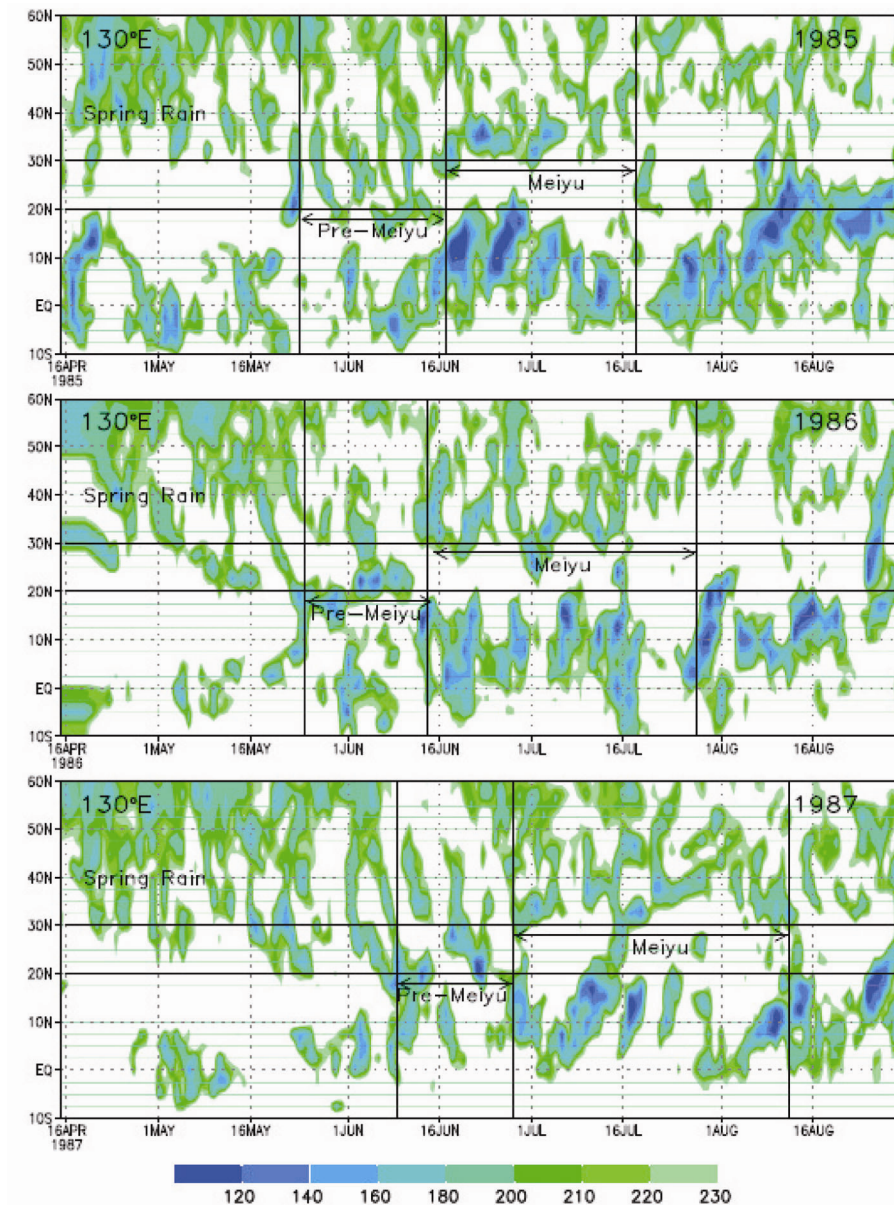 60N
130°E
1985
50N
40N
Spring Rain
30N
Meiyu
20N
Pre-Meiyu
10N
EQ
10S
16APR 1MAY 16MAY 1JUN 16JUN 1JUL 16JUL 1AUG 16AUG
1985
60N
130°E
1986
50N
40N
Spring Rain
30N
Meiyu
20N
Pre-Meiyu
10N
EQ
10S
16APR 1MAY 16MAY 1JUN 16JUN 1JUL 16JUL 1AUG 16AUG
1986
60N
130°E
1987
50N
40N
Spring Rain
30N
Meiyu
20N
Pre-Meiyu
10N
EQ
10S
16APR 1MAY 16MAY 1JUN 16JUN 1JUL 16JUL 1AUG 16AUG
1987
120 140 160 180 200 210 220 230